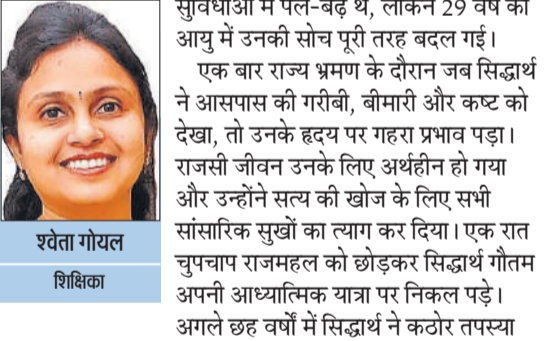 सुविधाओं में पले-बढ़े थे, लेकिन 29 वर्ष की
आयु में उनकी सोच पूरी तरह बदल गई।
एक बार राज्य भ्रमण के दौरान जब सिद्धार्थ
ने आसपास की गरीबी, बीमारी और कष्ट को
देखा, तो उनके हृदय पर गहरा प्रभाव पड़ा।
राजसी जीवन उनके लिए अर्थहीन हो गया
और उन्होंने सत्य की खोज के लिए सभी
सांसारिक सुखों का त्याग कर दिया। एक रात
चुपचाप राजमहल को छोड़कर सिद्धार्थ गौतम
अपनी आध्यात्मिक यात्रा पर निकल पड़े।
अगले छह वर्षों में सिद्धार्थ ने कठोर तपस्या
श्वेता गोयल
शिक्षिका